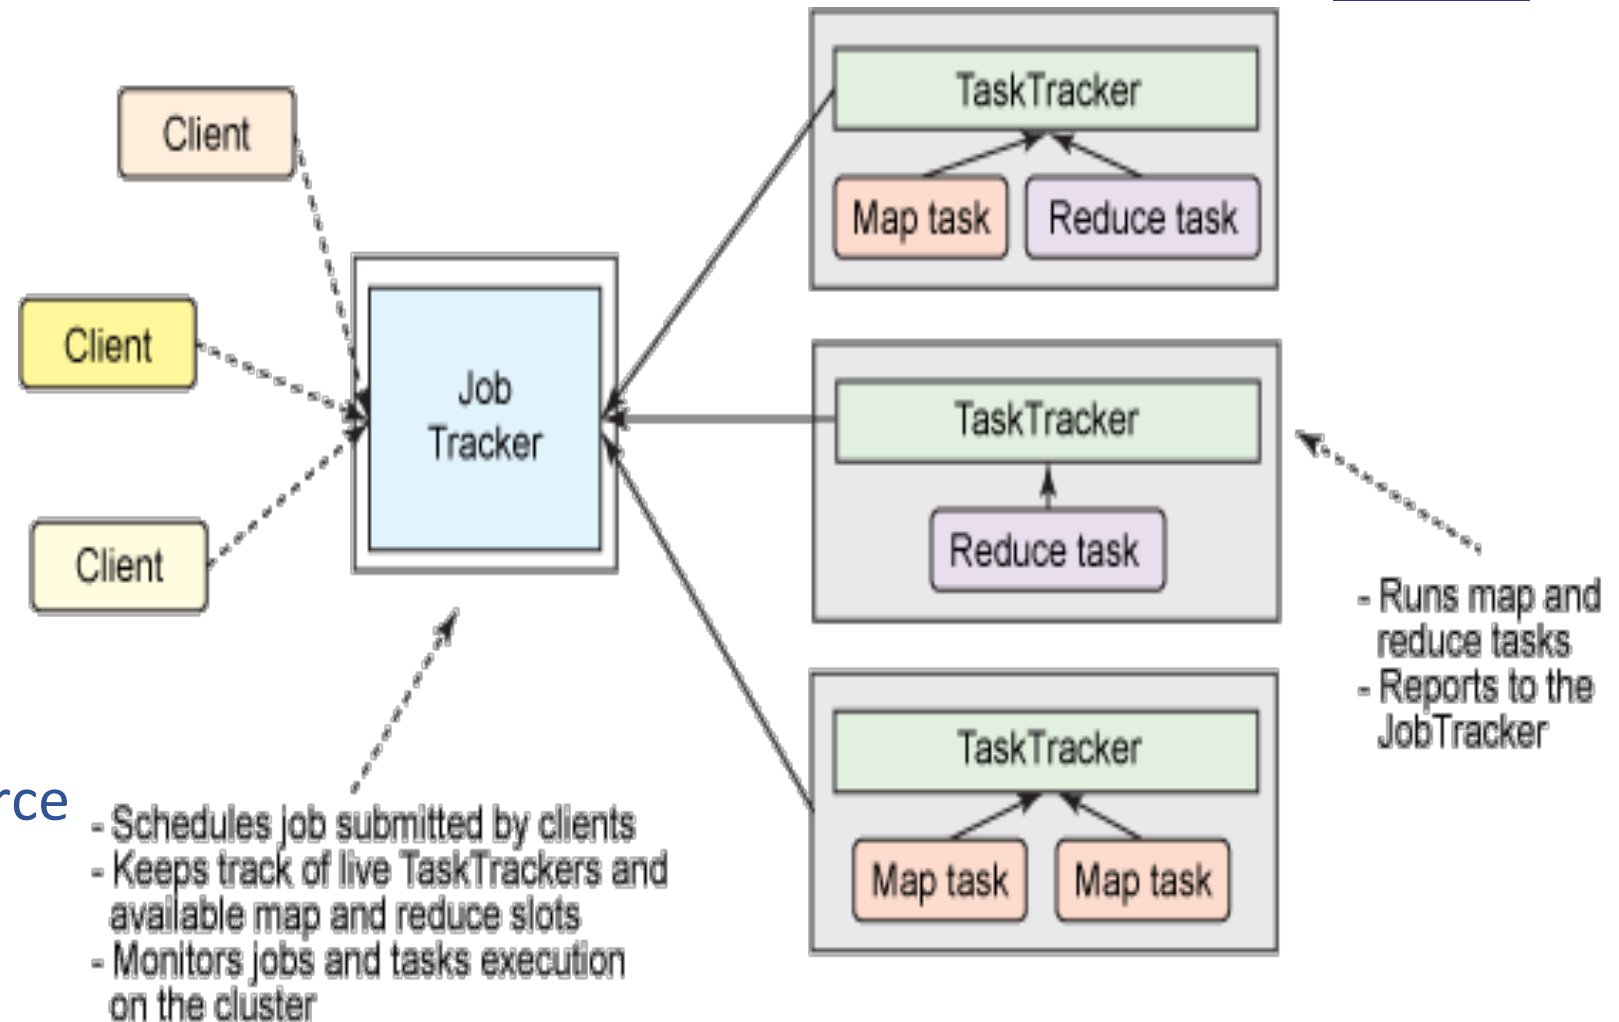 Client
Client
Client
Job
Tracker
TaskTracker
Map task
Reduce task
TaskTracker
Reduce task
TaskTracker
Map task
Map task
- Runs map and
reduce tasks
- Reports to the
JobTracker
rce
- Schedules job submitted by clients
- Keeps track of live TaskTrackers and
available map and reduce slots
- Monitors jobs and tasks execution
on the cluster